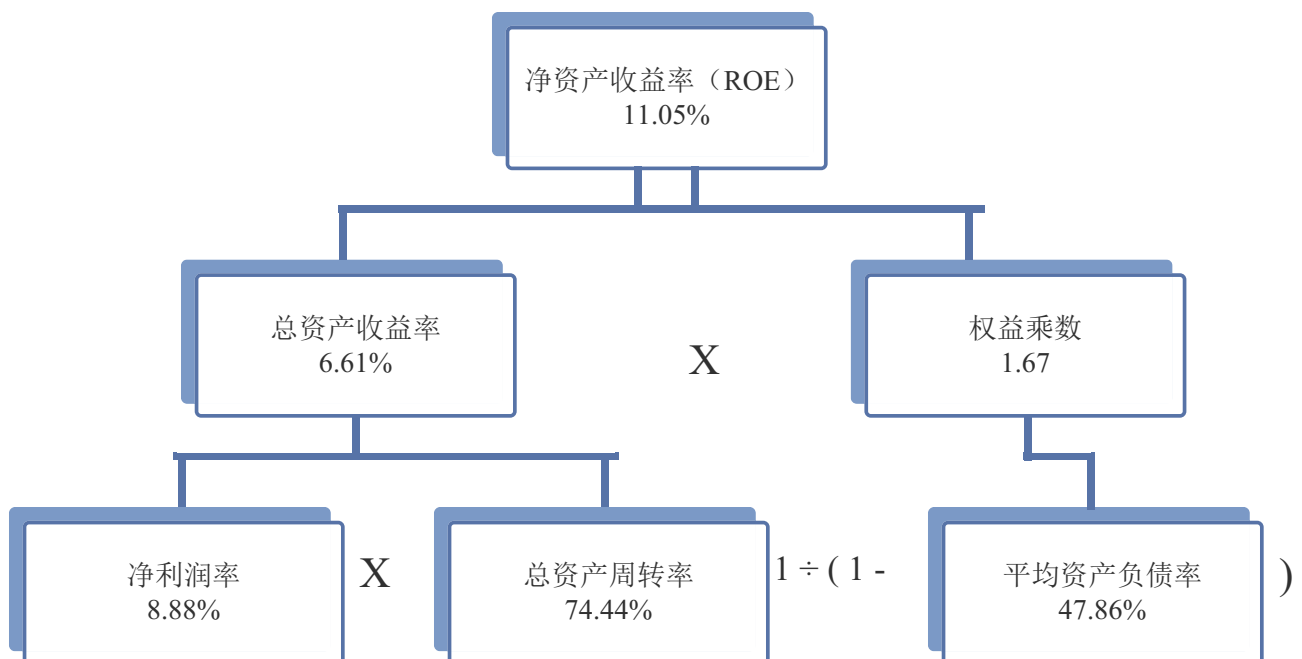 净资产收益率（ROE）
11.05%
总资产收益率
6.61%
X
权益乘数
1.67
净利润率
8.88%
X
总资产周转率
74.44%
1 ÷ ( 1 -
平均资产负债率
47.86%
)